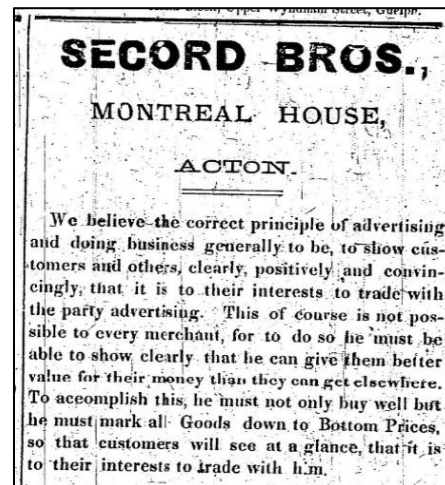 Block, Upper Wyndham Street, Guelph.
SECORD BROS.,
MONTREAL HOUSE,
ACTON.
We believe the correct principle of advertising
and doing business generally to be, to show cus-
tomers and others, clearly, positively and convin-
cingly, that it is to their interests to trade with
the party advertising. This of course is not pos-
sible to every merchant, for to do so he must be
able to show clearly that he can give them better
value for their money than they can get elsewhere.
To accomplish this, he must not only buy well but
he must mark all Goods down to Bottom Prices,
so that customers will see at a glance, that it is
to their interests to trade with him.